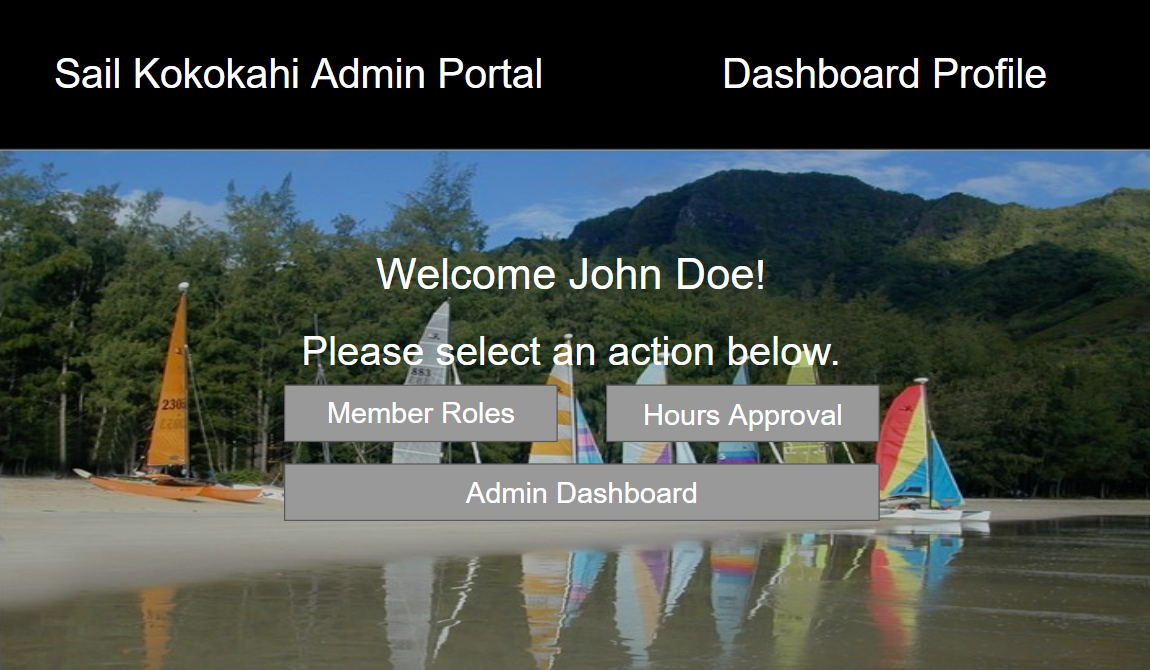 Sail Kokokahi Admin Portal
Dashboard Profile
Welcome John Doe!
Please select an action below.
Member Roles
Hours Approval
Admin Dashboard
883